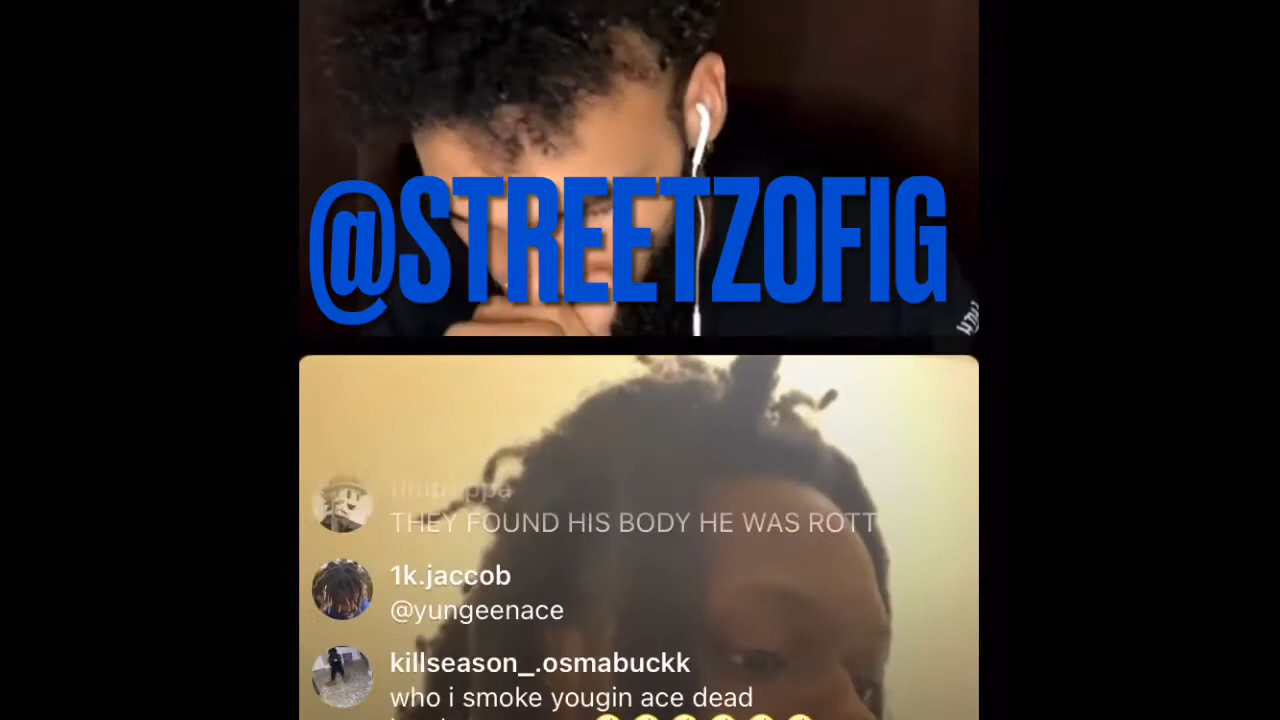 @STREETZOFIG
THEY FOUND HIS BODY HE WAS ROTT
1k.jaccob
@yungeenace
killseason_.osmabuckk
who i smoke yougin ace dead